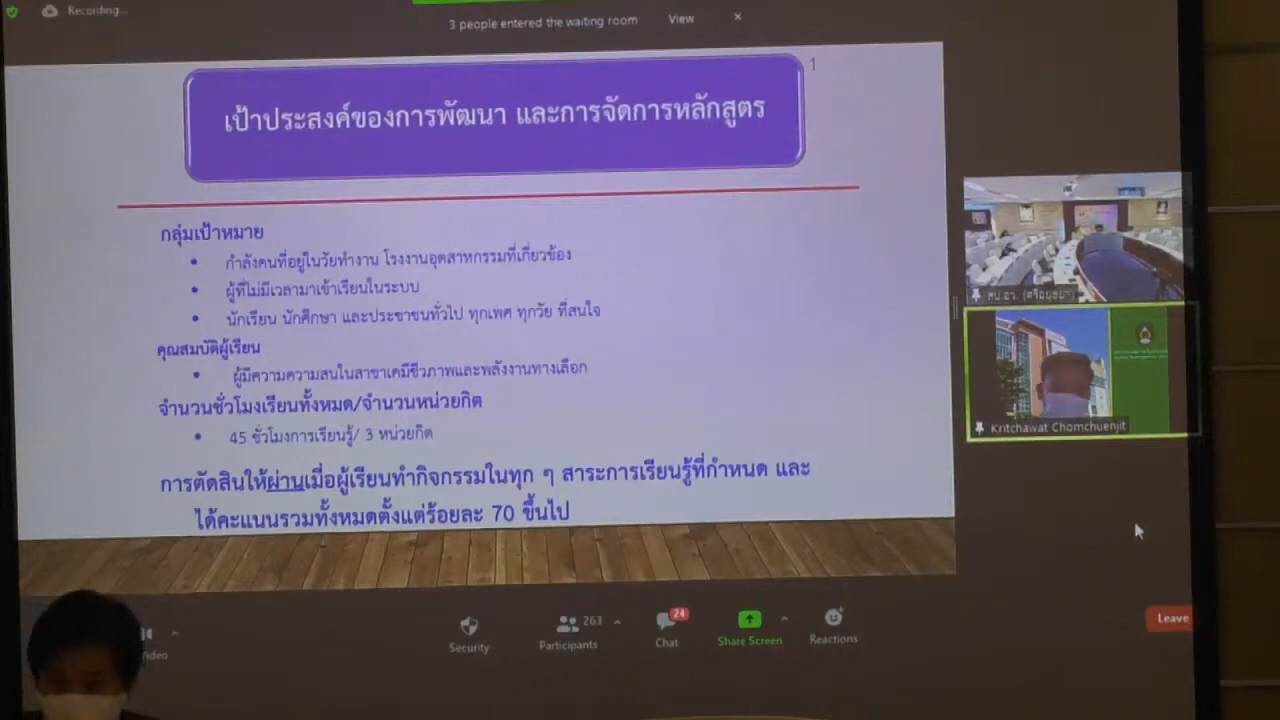 Recording...
3 people entered the waiting room View ×
1
เป้าประสงค์ของการพัฒนา และการจัดการหลักสูตร
กลุ่มเป้าหมาย
• กำลังคนที่อยู่ในวัยทำงาน โรงงานอุตสาหกรรมที่เกี่ยวข้อง
• ผู้ที่ไม่มีเวลามาเข้าเรียนในระบบ
• นักเรียน นักศึกษา และประชาชนทั่วไป ทุกเพศ ทุกวัย ที่สนใจ
คุณสมบัติผู้เรียน
• ผู้มีความความสนในสาขาเคมีชีวภาพและพลังงานทางเลือก
จำนวนชั่วโมงเรียนทั้งหมด/จำนวนหน่วยกิต
• 45 ชั่วโมงการเรียนรู้/ 3 หน่วยกิต
การตัดสินให้ผ่านเมื่อผู้เรียนทำกิจกรรมในทุก ๆ สาระการเรียนรู้ที่กำหนด และ
ได้คะแนนรวมทั้งหมดตั้งแต่ร้อยละ 70 ขึ้นไป
สป.อว. (ศรีอยุธยา)
Kritchawat Chomchuenjit
Video
Security
Participants 263
Chat 24
Share Screen
Reactions
Leave